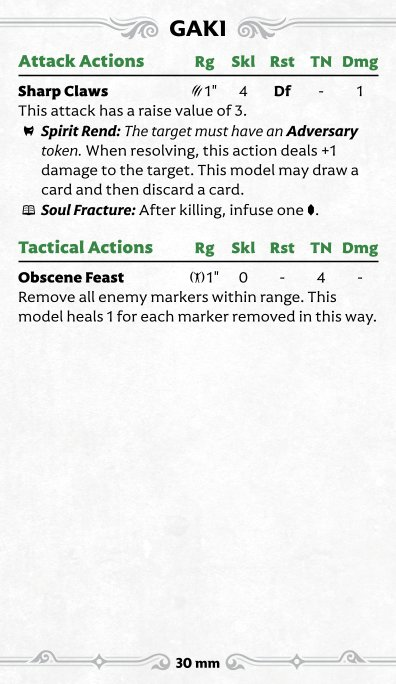 GAKI
Attack Actions Rg Skl Rst TN Dmg
Sharp Claws 1" 4 Df - 1
This attack has a raise value of 3.
Spirit Rend: The target must have an Adversary
token. When resolving, this action deals +1
damage to the target. This model may draw a
card and then discard a card.
Soul Fracture: After killing, infuse one .
Tactical Actions Rg Skl Rst TN Dmg
Obscene Feast 1" 0 - 4 -
Remove all enemy markers within range. This
model heals 1 for each marker removed in this way.
30 mm